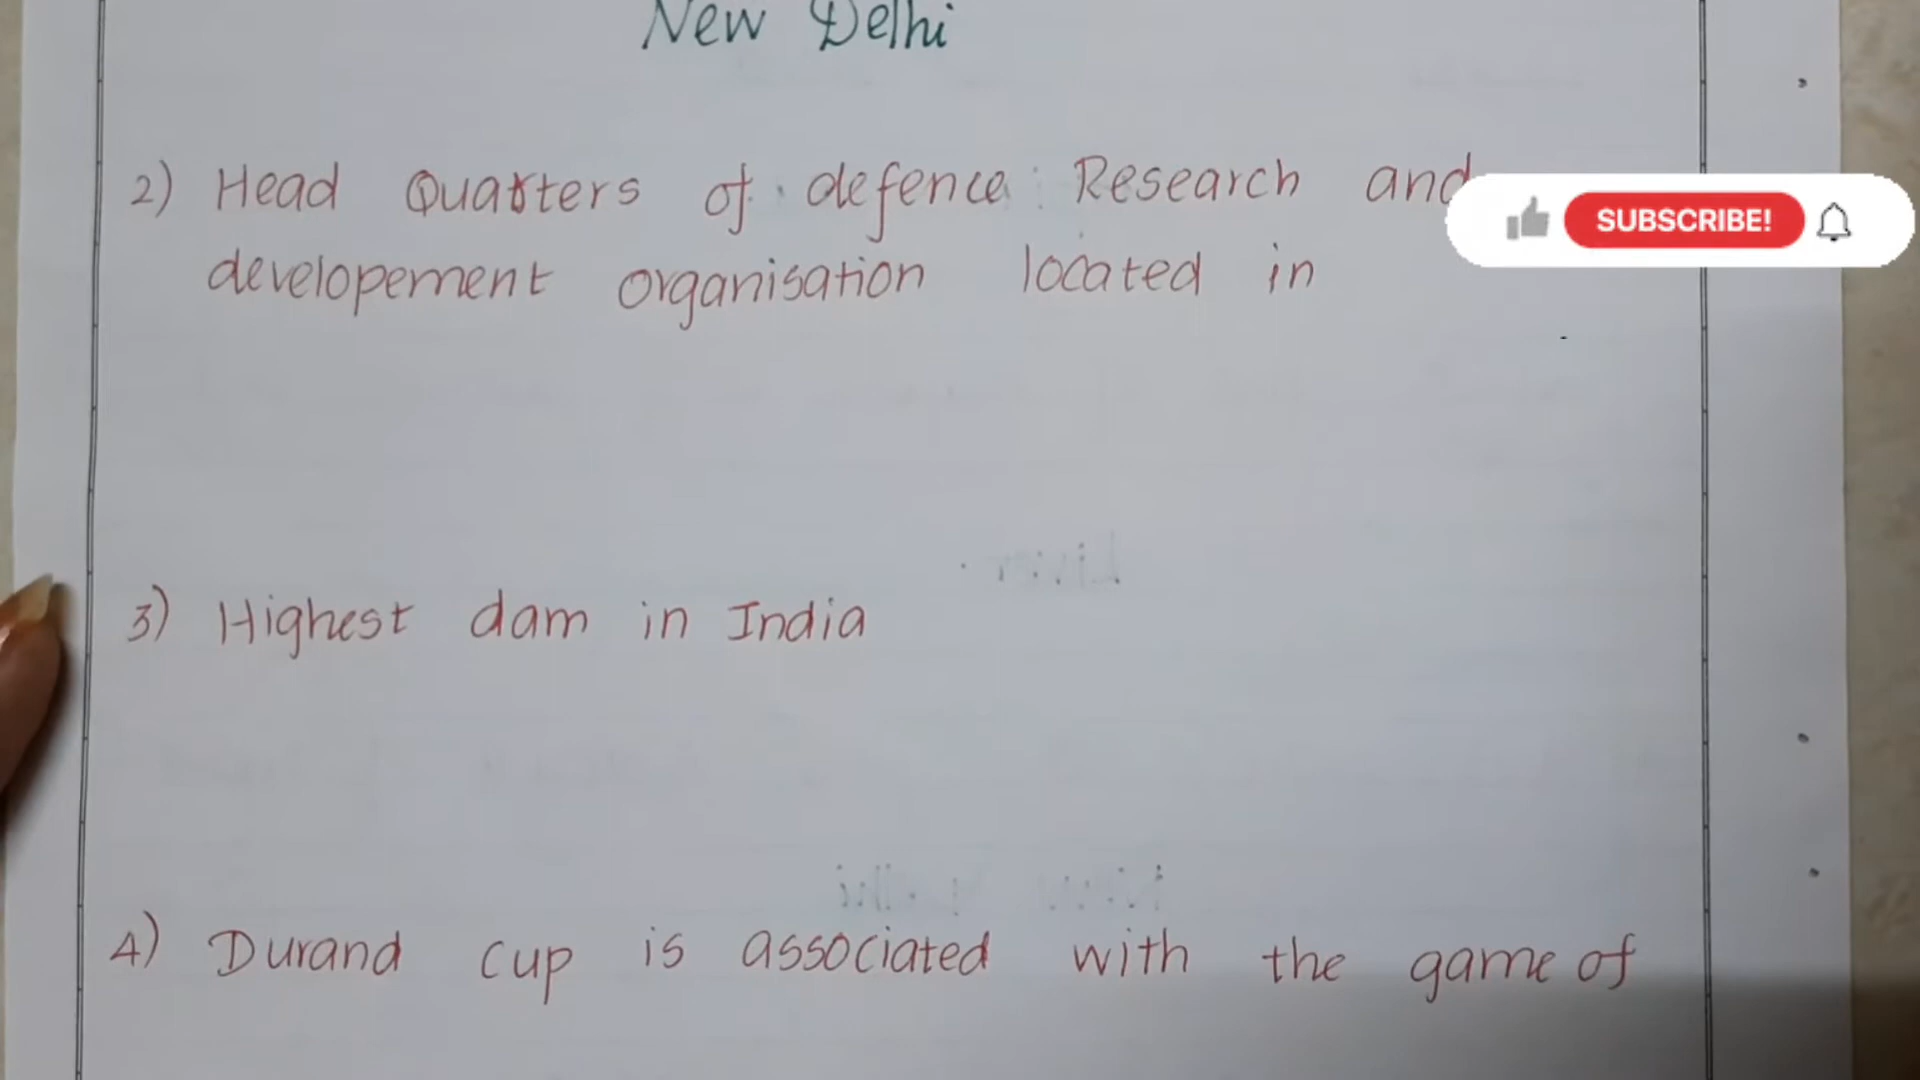 New Delhi
2) Head Quarters of defence Research and
SUBSCRIBE!
developement organisation located in
3) Highest dam in India
4) Durand cup is associated with the game of